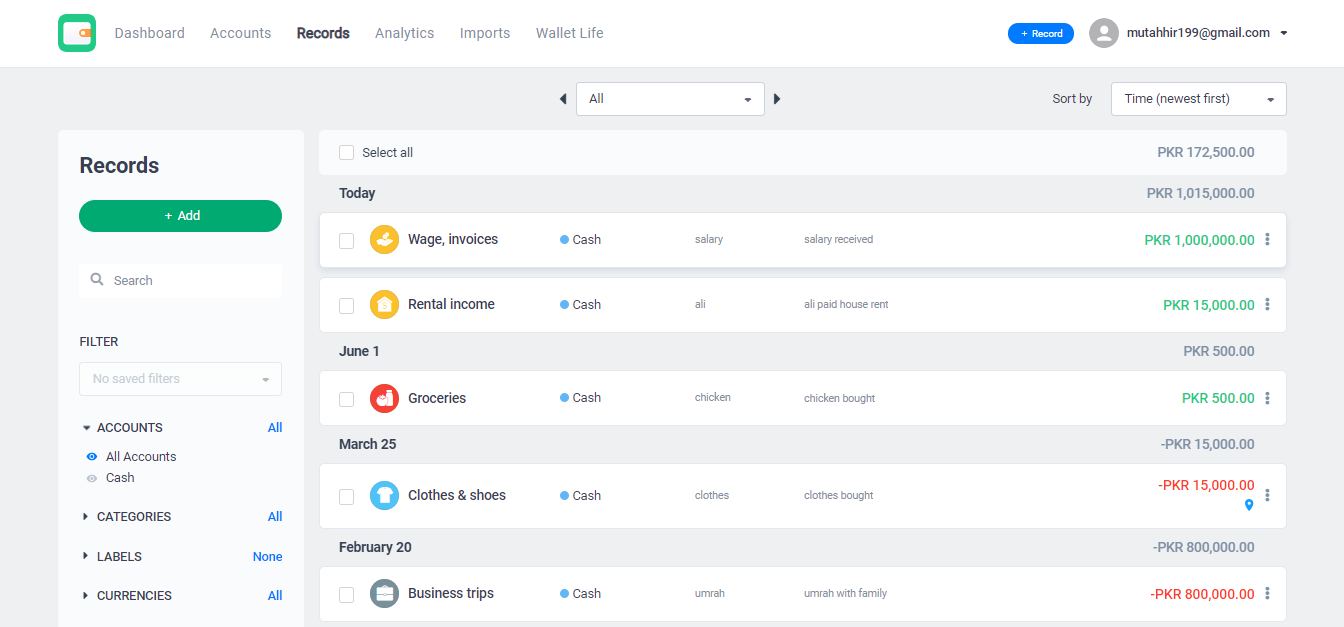 Dashboard Accounts Records Analytics Imports Wallet Life + Record mutahhir199@gmail.com
All Sort by Time (newest first)
Records
+ Add
Search
FILTER
No saved filters
ACCOUNTS All
All Accounts
Cash
CATEGORIES All
LABELS None
CURRENCIES All
Select all PKR 172,500.00
Today PKR 1,015,000.00
Wage, invoices Cash salary salary received PKR 1,000,000.00
Rental income Cash ali ali paid house rent PKR 15,000.00
June 1 PKR 500.00
Groceries Cash chicken chicken bought PKR 500.00
March 25 -PKR 15,000.00
Clothes & shoes Cash clothes clothes bought -PKR 15,000.00
February 20 -PKR 800,000.00
Business trips Cash umrah umrah with family -PKR 800,000.00